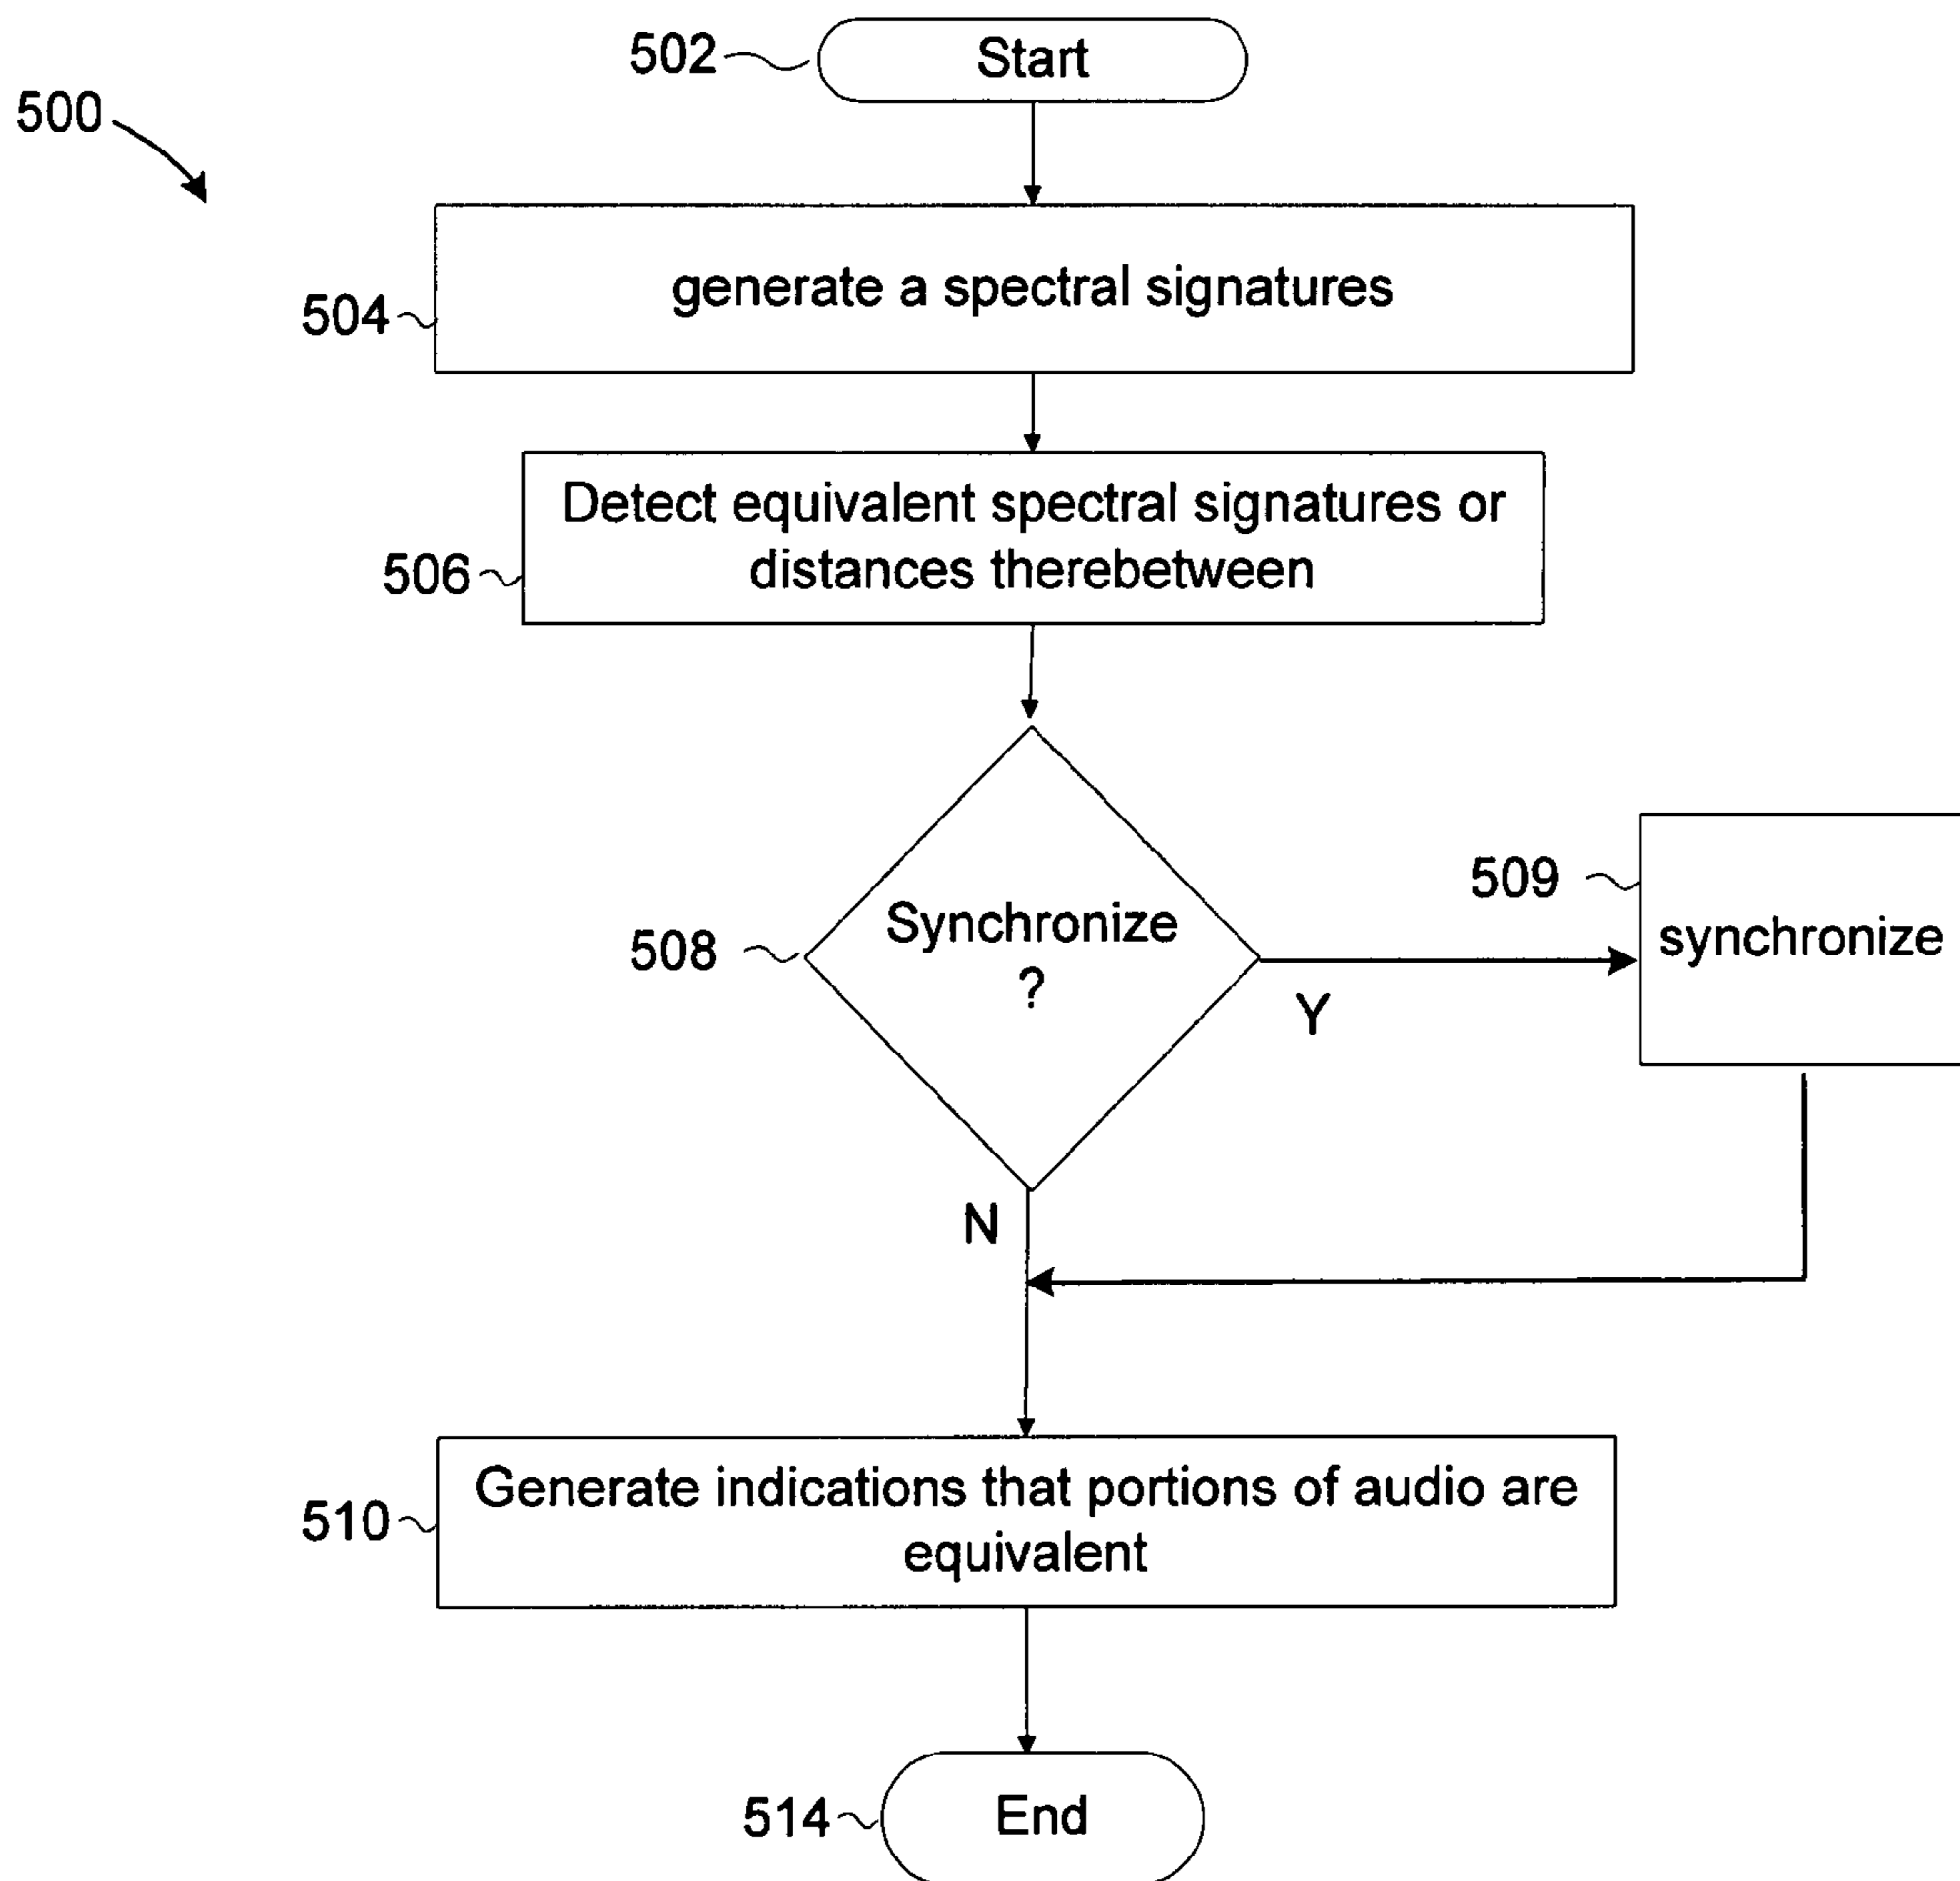 502
Start
500
504
generate a spectral signatures
506
Detect equivalent spectral signatures or
distances therebetween
508
Synchronize
?
Y
509
synchronize
N
510
Generate indications that portions of audio are
equivalent
514
End